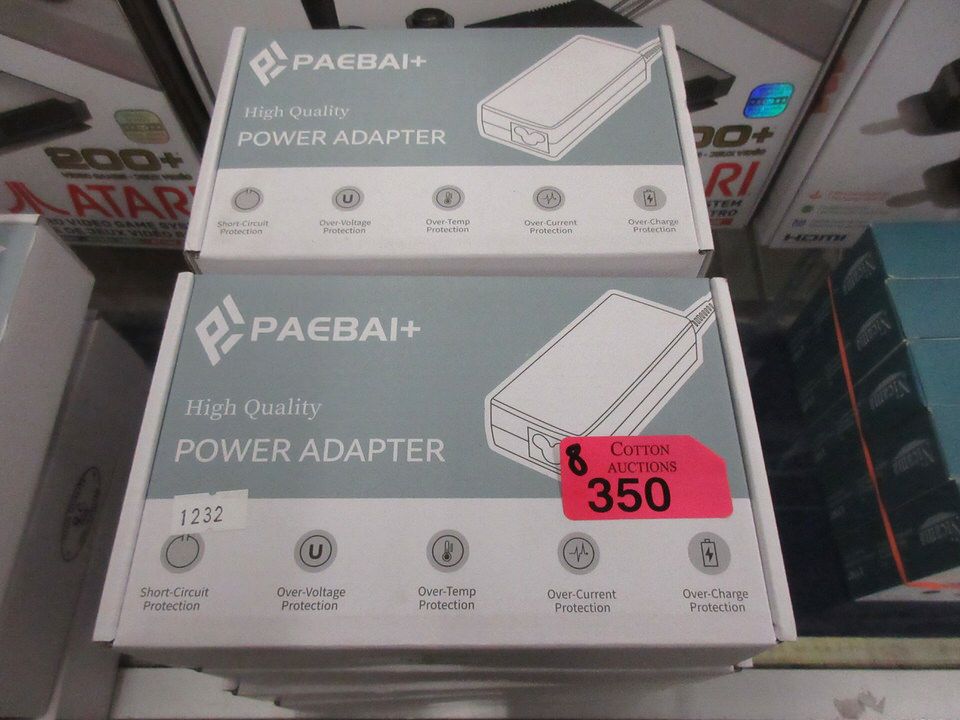 PAEBAI+
High Quality
POWER ADAPTER
Short-Circuit
Protection
Over-Voltage
Protection
Over-Temp
Protection
Over-Current
Protection
Over-Charge
Protection
200+
ATARI
00+
RI
HDMI
PAEBAI+
High Quality
POWER ADAPTER
8
COTTON
AUCTIONS
350
1232
Short-Circuit
Protection
Over-Voltage
Protection
Over-Temp
Protection
Over-Current
Protection
Over-Charge
Protection